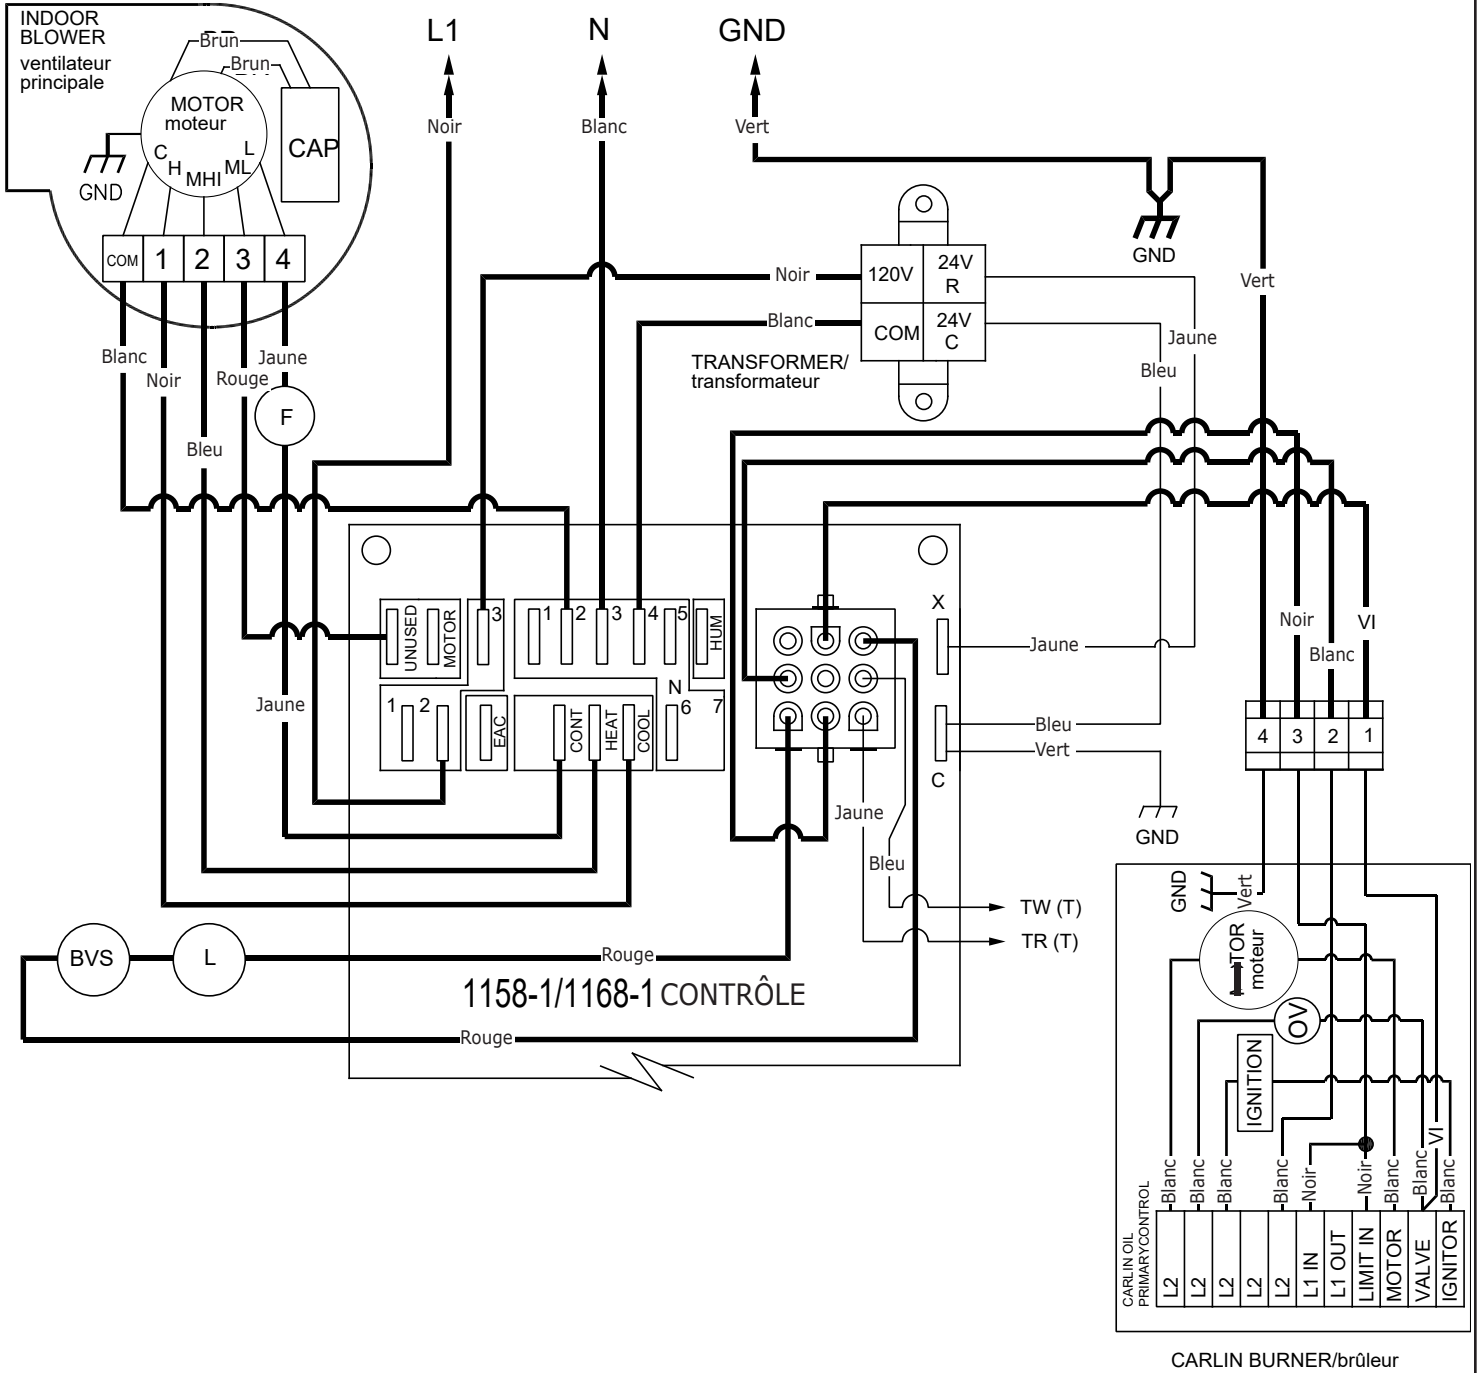 INDOOR
BLOWER
ventilateur
principale
Brun
Brun
MOTOR
moteur
CAP
GND
C
H
MHI
ML
L
COM
1
2
3
4
L1
N
GND
Noir
Blanc
Vert
GND
Vert
120V
24V
R
COM
24V
C
Noir
Blanc
TRANSFORMER/
transformateur
Jaune
Bleu
Blanc
Noir
Rouge
Jaune
F
Bleu
Jaune
UNUSED
MOTOR
3
1
2
3
4
5
HUM
1
2
EAC
CONT
HEAT
COOL
N
6
7
X
C
Jaune
Bleu
Vert
GND
Noir
Blanc
VI
4
3
2
1
Jaune
Bleu
TW (T)
TR (T)
BVS
L
Rouge
1158-1/1168-1 CONTRÔLE
Rouge
GND
Vert
TOR
moteur
OV
IGNITION
VI
Blanc
Blanc
Blanc
Blanc
Noir
Noir
Blanc
Blanc
Blanc
CARLIN OIL
PRIMARYCONTROL
L2
L2
L2
L2
L2
L1 IN
L1 OUT
LIMIT IN
MOTOR
VALVE
IGNITOR
CARLIN BURNER/brûleur